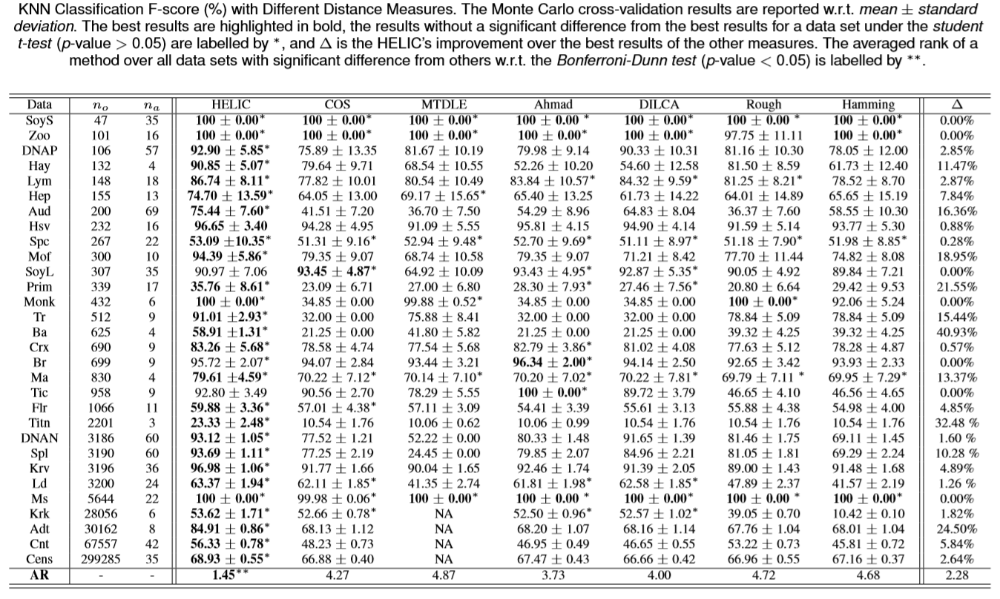 KNN Classification F-score (%) with Different Distance Measures. The Monte Carlo cross-validation results are reported w.r.t. mean ± standard
deviation. The best results are highlighted in bold, the results without a significant difference from the best results for a data set under the student
t-test (p-value > 0.05) are labelled by *, and Δ is the HELIC's improvement over the best results of the other measures. The averaged rank of a
method over all data sets with significant difference from others w.r.t. the Bonferroni-Dunn test (p-value < 0.05) is labelled by **.
Data n_o n_a HELIC COS MTDLE Ahmad DILCA Rough Hamming Δ
SoyS 47 35 100 ± 0.00* 100 ± 0.00* 100 ± 0.00* 100 ± 0.00 * 100 ± 0.00* 100 ± 0.00 * 100 ± 0.00* 0.00%
Zoo 101 16 100 ± 0.00* 100 ± 0.00* 100 ± 0.00* 100 ± 0.00* 100 ± 0.00* 97.75 ± 11.11 100 ± 0.00* 0.00%
DNAP 106 57 92.90 ± 5.85* 75.89 ± 13.35 81.67 ± 10.19 79.98 ± 9.14 90.33 ± 10.31 81.16 ± 10.30 78.05 ± 12.00 2.85%
Hay 132 4 90.85 ± 5.07* 79.64 ± 9.71 68.54 ± 10.55 52.26 ± 10.20 54.60 ± 12.58 81.50 ± 8.59 61.73 ± 12.40 11.47%
Lym 148 18 86.74 ± 8.11* 77.82 ± 10.01 80.54 ± 10.49 83.84 ± 10.57* 84.32 ± 9.59* 81.25 ± 8.21* 78.52 ± 8.70 2.87%
Hep 155 13 74.70 ± 13.59* 64.05 ± 13.00 69.17 ± 15.65* 65.40 ± 13.25 61.73 ± 14.22 64.01 ± 14.89 65.65 ± 15.19 7.84%
Aud 200 69 75.44 ± 7.60* 41.51 ± 7.20 36.70 ± 7.50 54.29 ± 8.96 64.83 ± 8.04 36.37 ± 7.60 58.55 ± 10.30 16.36%
Hsv 232 16 96.65 ± 3.40 94.28 ± 4.95 91.09 ± 5.55 95.81 ± 4.15 94.90 ± 4.14 91.59 ± 5.14 93.77 ± 5.30 0.88%
Spc 267 22 53.09 ±10.35* 51.31 ± 9.16* 52.94 ± 9.48* 52.70 ± 9.69* 51.11 ± 8.97* 51.18 ± 7.90* 51.98 ± 8.85* 0.28%
Mof 300 10 94.39 ±5.86* 79.35 ± 9.07 68.74 ± 10.58 79.35 ± 9.07 71.21 ± 8.42 77.70 ± 11.44 74.82 ± 8.08 18.95%
SoyL 307 35 90.97 ± 7.06 93.45 ± 4.87* 64.92 ± 10.09 93.43 ± 4.95* 92.87 ± 5.35* 90.05 ± 4.92 89.84 ± 7.21 0.00%
Prim 339 17 35.76 ± 8.61* 23.09 ± 6.71 27.00 ± 6.80 28.30 ± 7.93* 27.46 ± 7.56* 20.80 ± 6.64 29.42 ± 9.53 21.55%
Monk 432 6 100 ± 0.00* 34.85 ± 0.00 99.88 ± 0.52* 34.85 ± 0.00 34.85 ± 0.00 100 ± 0.00* 92.06 ± 5.24 0.00%
Tr 512 9 91.01 ±2.93* 32.00 ± 0.00 75.88 ± 8.41 32.00 ± 0.00 32.00 ± 0.00 78.84 ± 5.09 78.84 ± 5.09 15.44%
Ba 625 4 58.91 ±1.31* 21.25 ± 0.00 41.80 ± 5.82 21.25 ± 0.00 21.25 ± 0.00 39.32 ± 4.25 39.32 ± 4.25 40.93%
Crx 690 9 83.26 ± 5.68* 78.58 ± 4.74 77.54 ± 5.68 82.79 ± 3.86* 81.02 ± 4.08 77.63 ± 5.12 78.28 ± 4.87 0.57%
Br 699 9 95.72 ± 2.07* 94.07 ± 2.84 93.44 ± 3.21 96.34 ± 2.00* 94.14 ± 2.50 92.65 ± 3.42 93.93 ± 2.33 0.00%
Ma 830 4 79.61 ±4.59* 70.22 ± 7.12* 70.14 ± 7.10* 70.20 ± 7.02* 70.22 ± 7.81* 69.79 ± 7.11 * 69.95 ± 7.29* 13.37%
Tic 958 9 92.80 ± 3.49 90.56 ± 2.70 78.29 ± 5.55 100 ± 0.00* 89.72 ± 3.79 46.65 ± 4.10 46.56 ± 4.65 0.00%
Flr 1066 11 59.88 ± 3.36* 57.01 ± 4.38* 57.11 ± 3.09 54.41 ± 3.39 55.61 ± 3.13 55.88 ± 4.38 54.98 ± 4.00 4.85%
Titn 2201 3 23.33 ± 2.48* 10.54 ± 1.76 10.06 ± 0.62 10.06 ± 0.99 10.54 ± 1.76 10.54 ± 1.76 10.54 ± 1.76 32.48 %
DNAN 3186 60 93.12 ± 1.05* 77.52 ± 1.21 52.22 ± 0.00 80.33 ± 1.48 91.65 ± 1.39 81.46 ± 1.75 69.11 ± 1.45 1.60 %
Spl 3190 60 93.69 ± 1.11* 77.25 ± 2.19 24.45 ± 0.00 79.85 ± 2.07 84.96 ± 2.21 81.05 ± 1.81 69.29 ± 2.24 10.28 %
Krv 3196 36 96.98 ± 1.06* 91.77 ± 1.66 90.04 ± 1.65 92.46 ± 1.74 91.39 ± 2.05 89.00 ± 1.43 91.48 ± 1.68 4.89%
Ld 3200 24 63.37 ± 1.94* 62.11 ± 1.85* 41.35 ± 2.74 61.81 ± 1.98* 62.58 ± 1.85* 47.89 ± 2.37 41.57 ± 2.19 1.26 %
Ms 5644 22 100 ± 0.00* 99.98 ± 0.06* 100 ± 0.00* 100 ± 0.00 * 100 ± 0.00* 100 ± 0.00 * 100 ± 0.00* 0.00%
Krk 28056 6 53.62 ± 1.71* 52.66 ± 0.78* NA 52.50 ± 0.96* 52.57 ± 1.02* 39.05 ± 0.70 10.42 ± 0.10 1.82%
Adt 30162 8 84.91 ± 0.86* 68.13 ± 1.12 NA 68.20 ± 1.07 68.16 ± 1.14 67.76 ± 1.04 68.01 ± 1.04 24.50%
Cnt 67557 42 56.33 ± 0.78* 48.23 ± 0.73 NA 46.95 ± 0.49 46.65 ± 0.55 53.22 ± 0.73 45.81 ± 0.72 5.84%
Cens 299285 35 68.93 ± 0.55* 66.88 ± 0.40 NA 67.47 ± 0.43 66.66 ± 0.42 66.96 ± 0.55 67.16 ± 0.37 2.64%
AR - - 1.45** 4.27 4.87 3.73 4.00 4.72 4.68 2.28